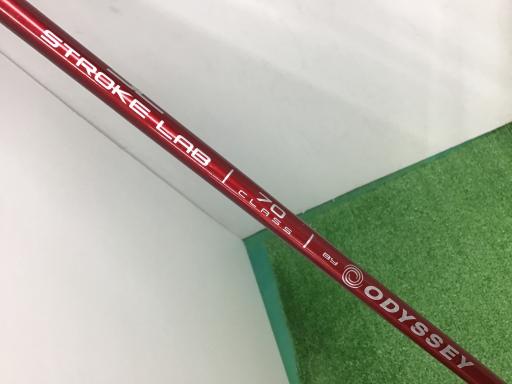 STROKE LAB | 70 CLASS | BY ODYSSEY